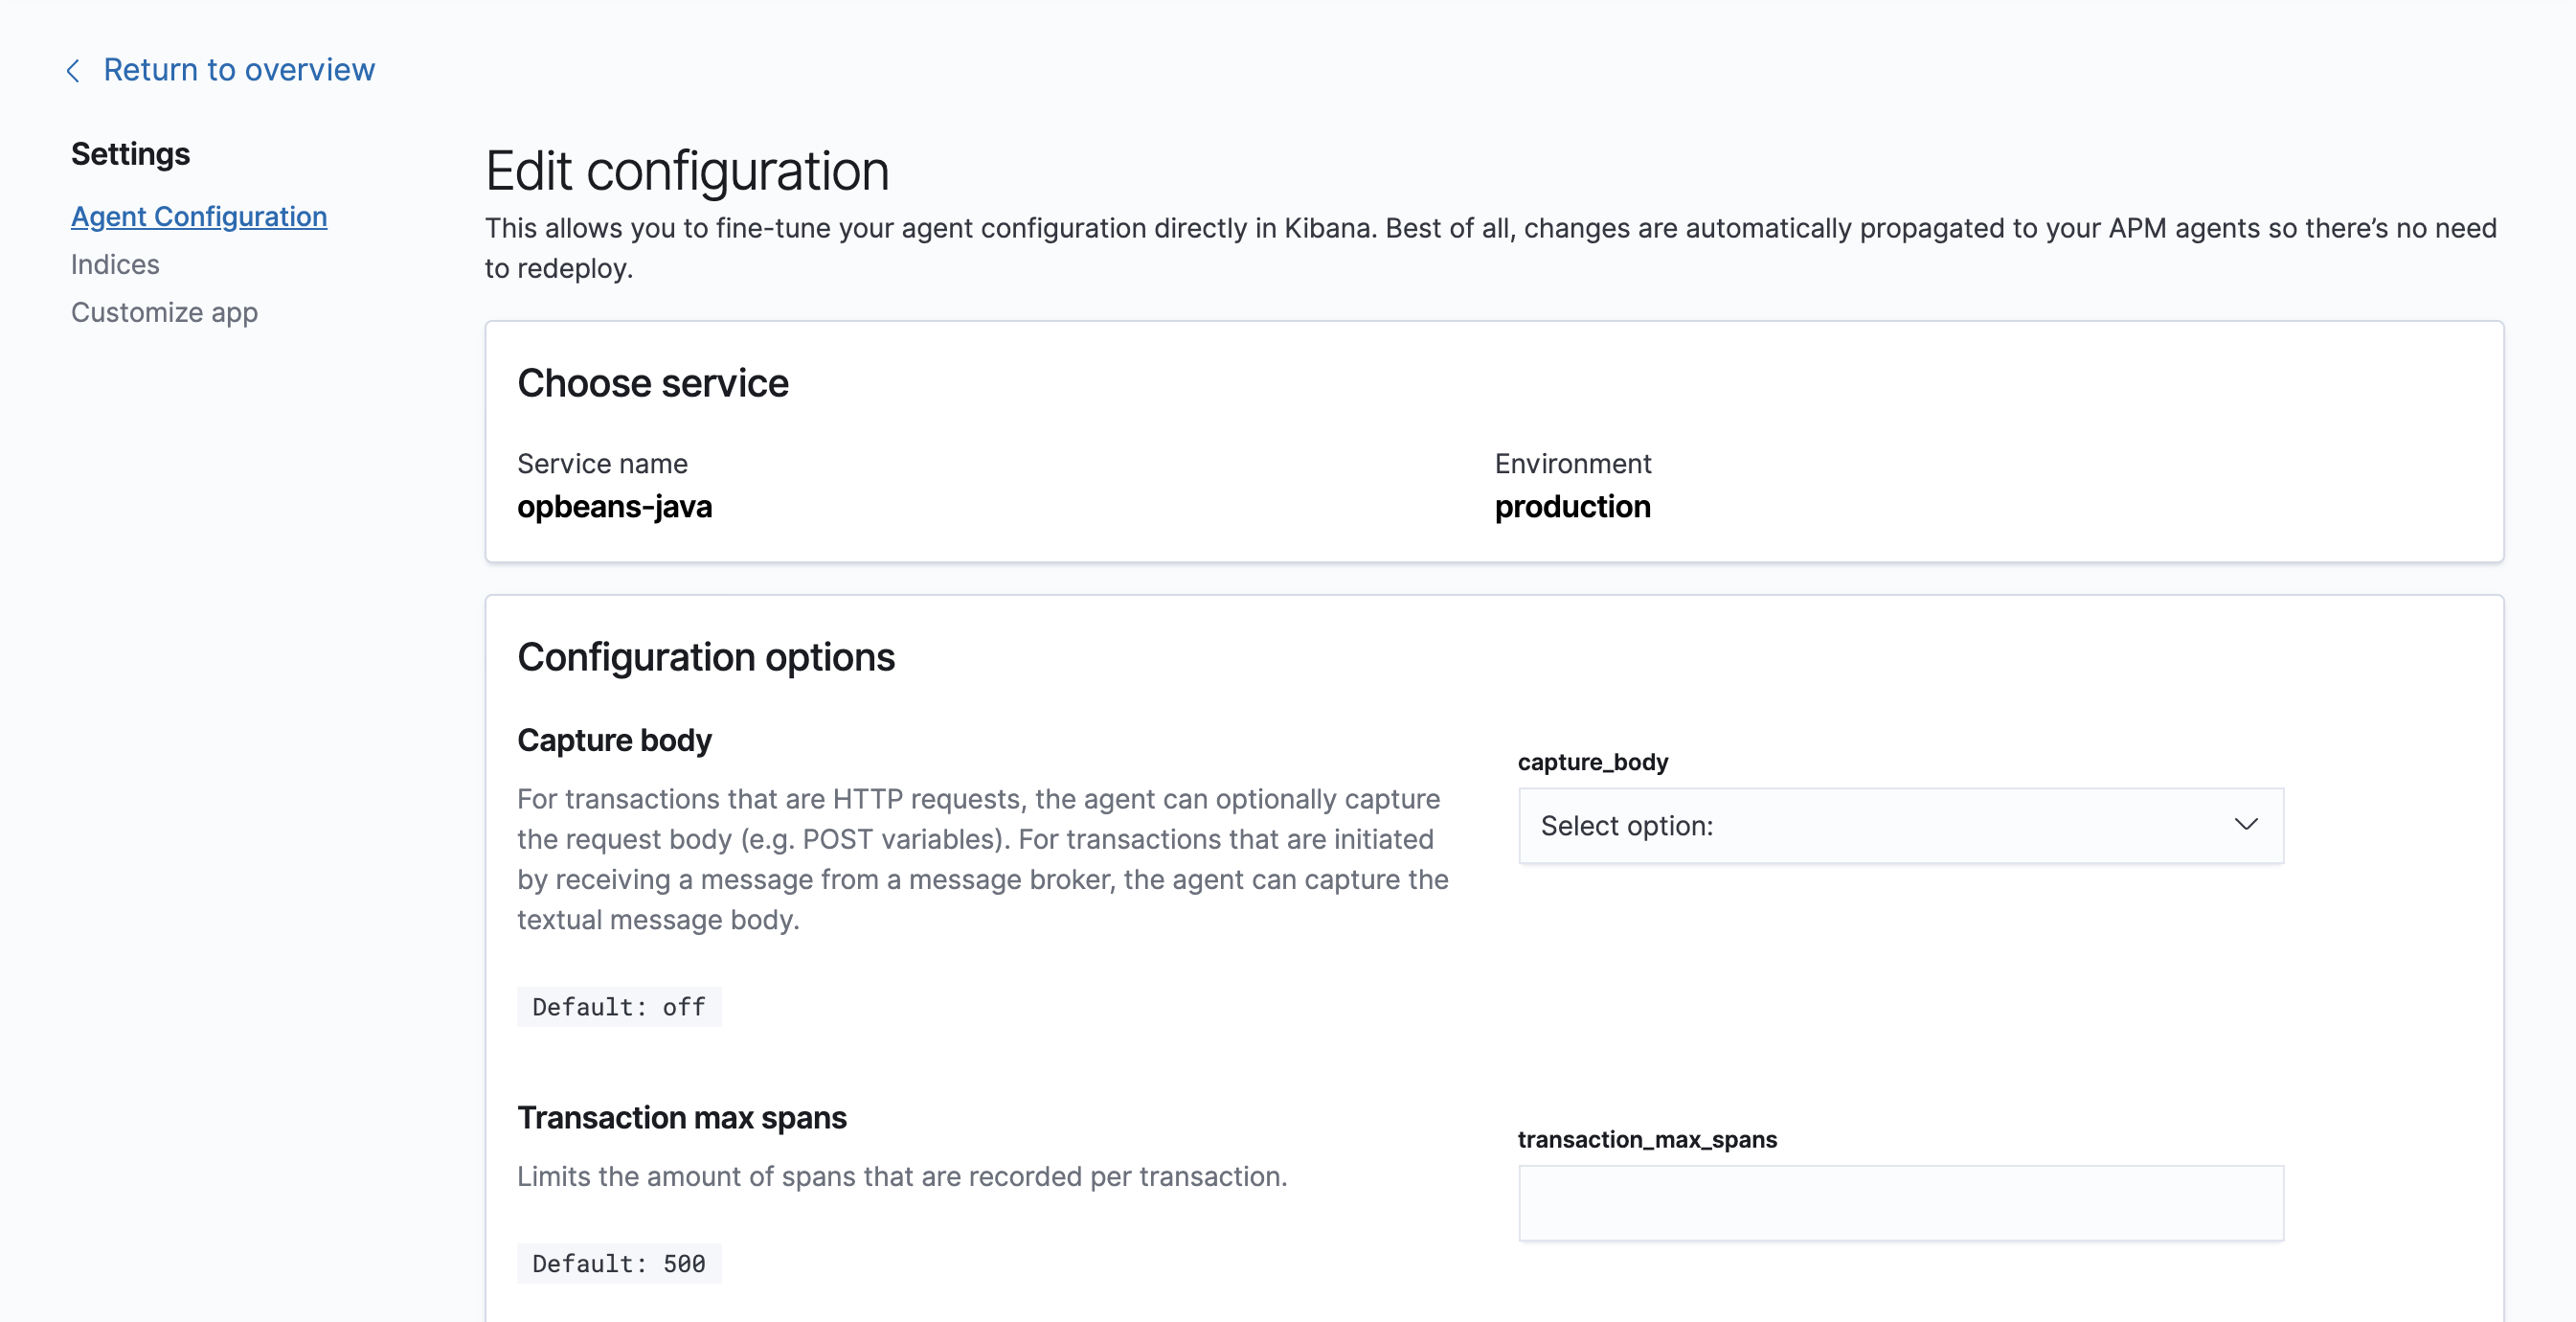 Return to overview
Settings
Agent Configuration
Indices
Customize app
Edit configuration
This allows you to fine-tune your agent configuration directly in Kibana. Best of all, changes are automatically propagated to your APM agents so there’s no need
to redeploy.
Choose service
Service name
opbeans-java
Environment
production
Configuration options
Capture body
For transactions that are HTTP requests, the agent can optionally capture
the request body (e.g. POST variables). For transactions that are initiated
by receiving a message from a message broker, the agent can capture the
textual message body.
Default: off
capture_body
Select option:
Transaction max spans
Limits the amount of spans that are recorded per transaction.
Default: 500
transaction_max_spans